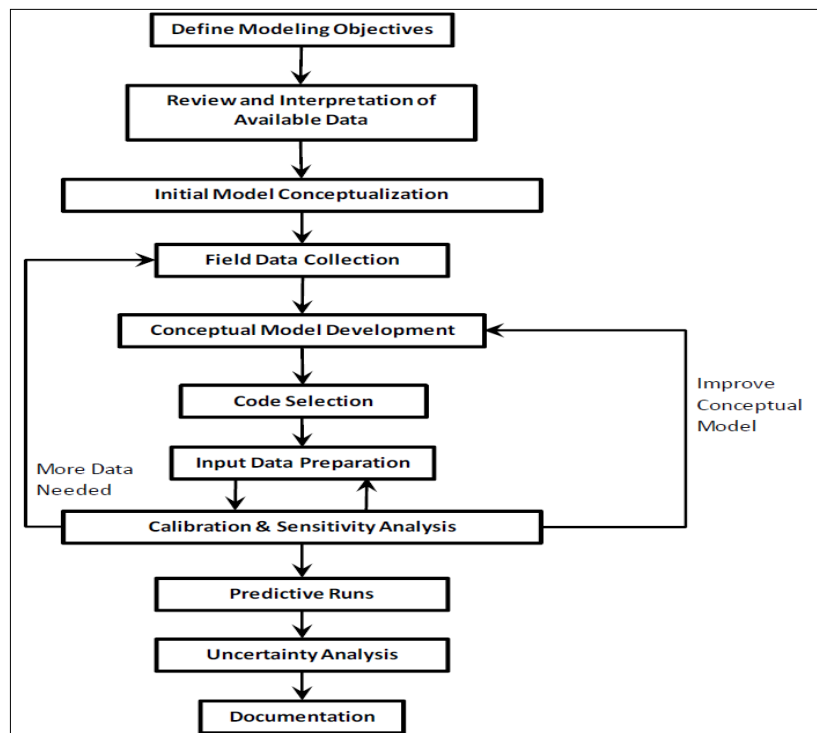 Define Modeling Objectives
Review and Interpretation of
Available Data
Initial Model Conceptualization
Field Data Collection
Conceptual Model Development
Code Selection
Input Data Preparation
Improve
Conceptual
Model
More Data
Needed
Calibration & Sensitivity Analysis
Predictive Runs
Uncertainty Analysis
Documentation